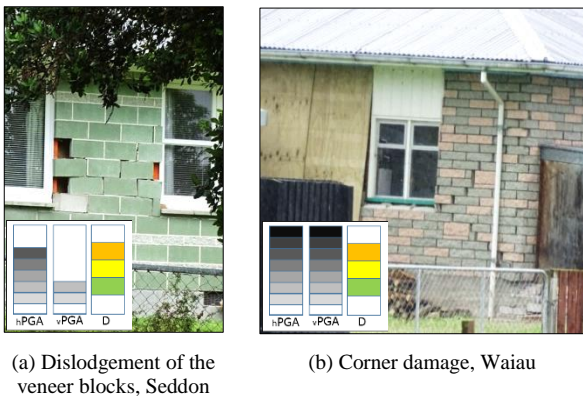 hPGA vPGA D
hPGA vPGA D
(a) Dislodgement of the
veneer blocks, Seddon
(b) Corner damage, Waiau